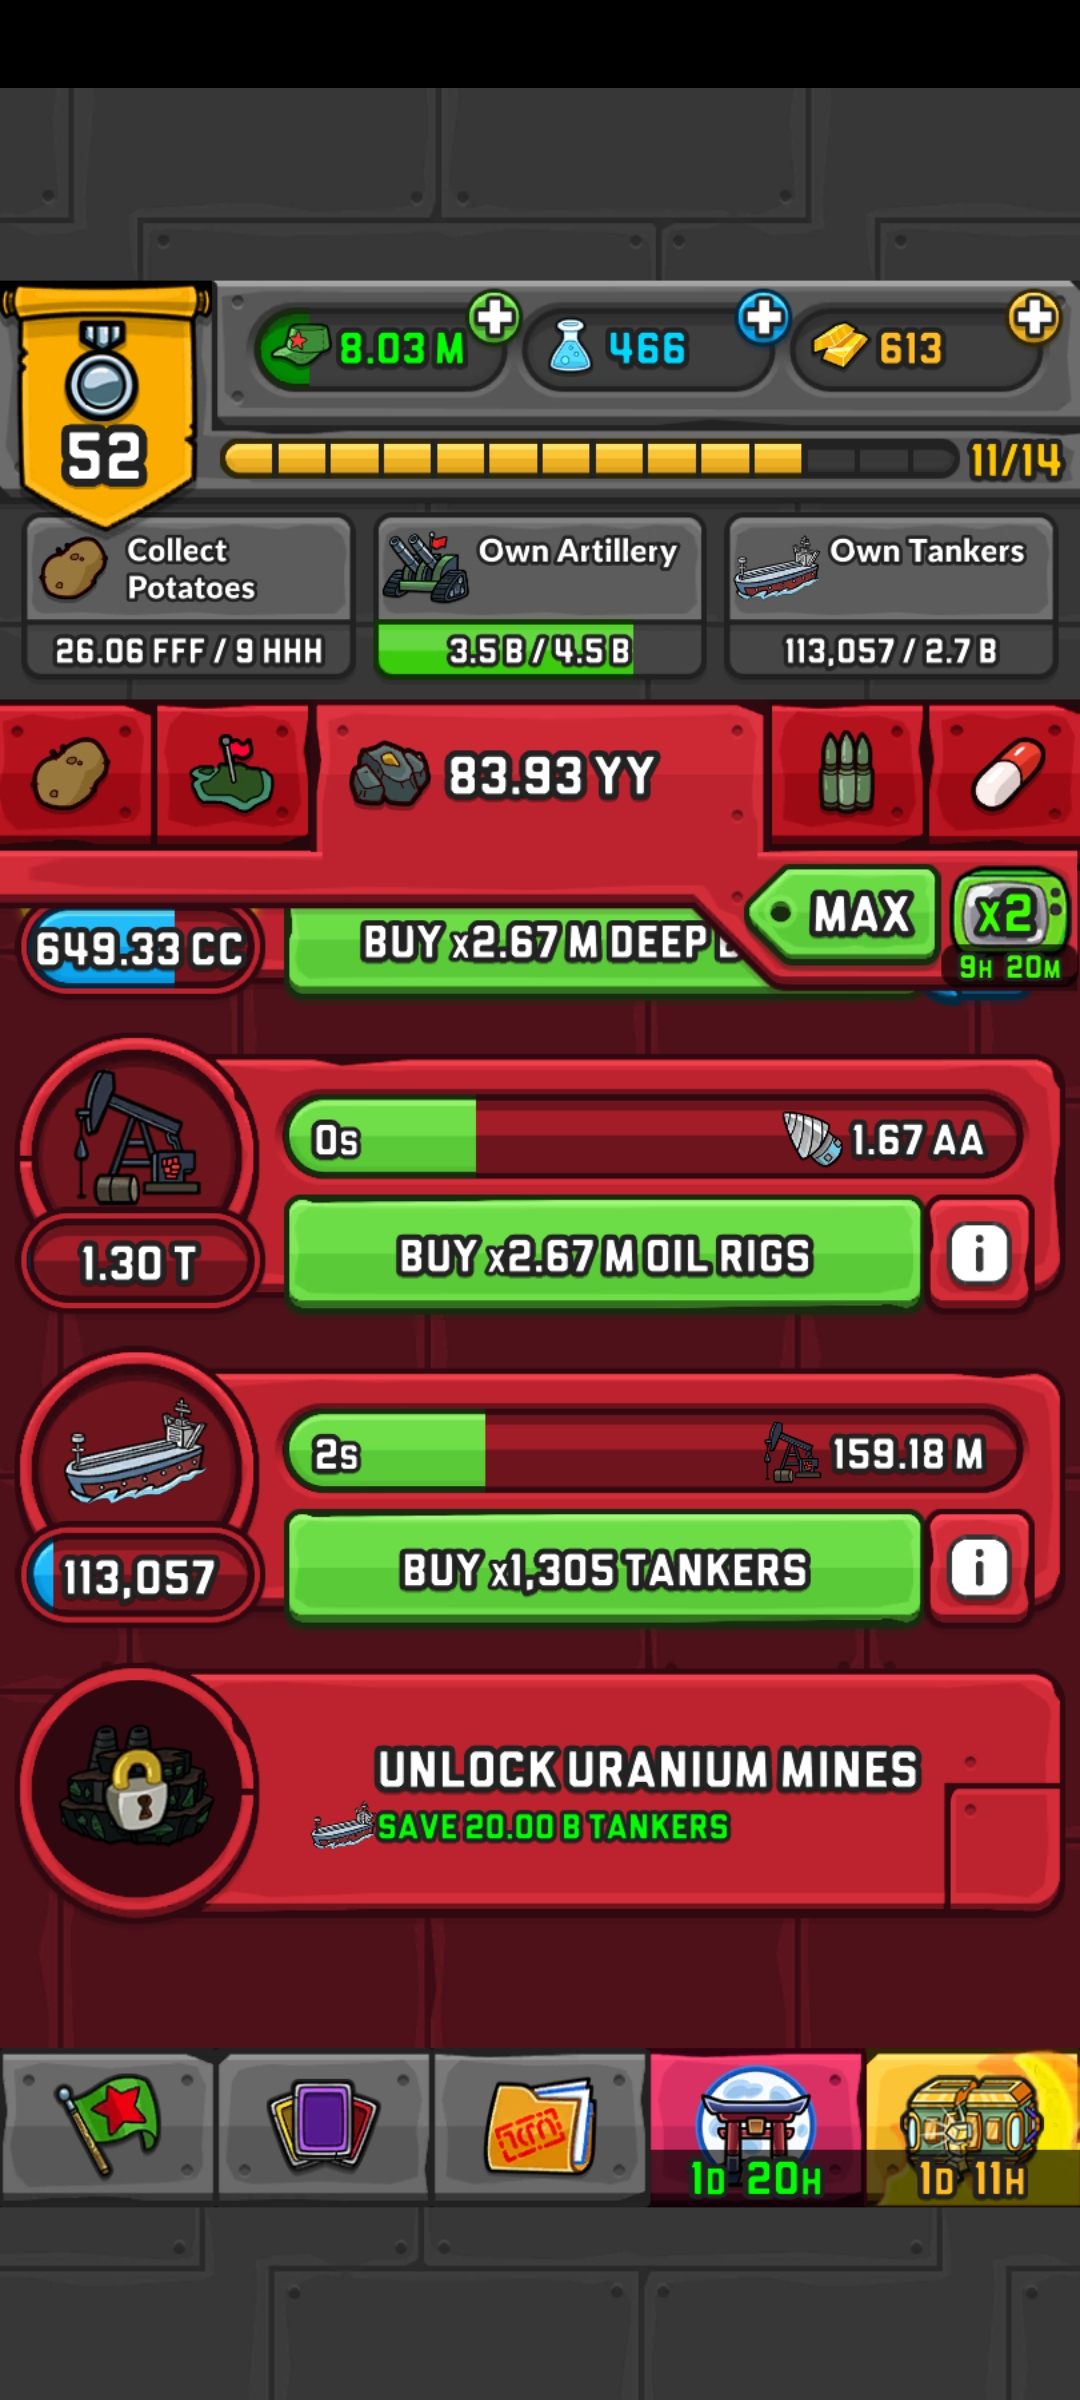 8.03 M
466
613
52
11/14
Collect
Potatoes
26.06 FFF / 9 HHH
Own Artillery
3.5 B / 4.5 B
Own Tankers
113,057 / 2.7 B
83.93 YY
MAX
x2
9H 20M
649.33 CC
BUY x2.67 M DEEP
0s
1.67 AA
1.30 T
BUY x2.67 M OIL RIGS
i
2s
159.18 M
113,057
BUY x1,305 TANKERS
i
UNLOCK URANIUM MINES
SAVE 20.00 B TANKERS
1D 20H
1D 11H